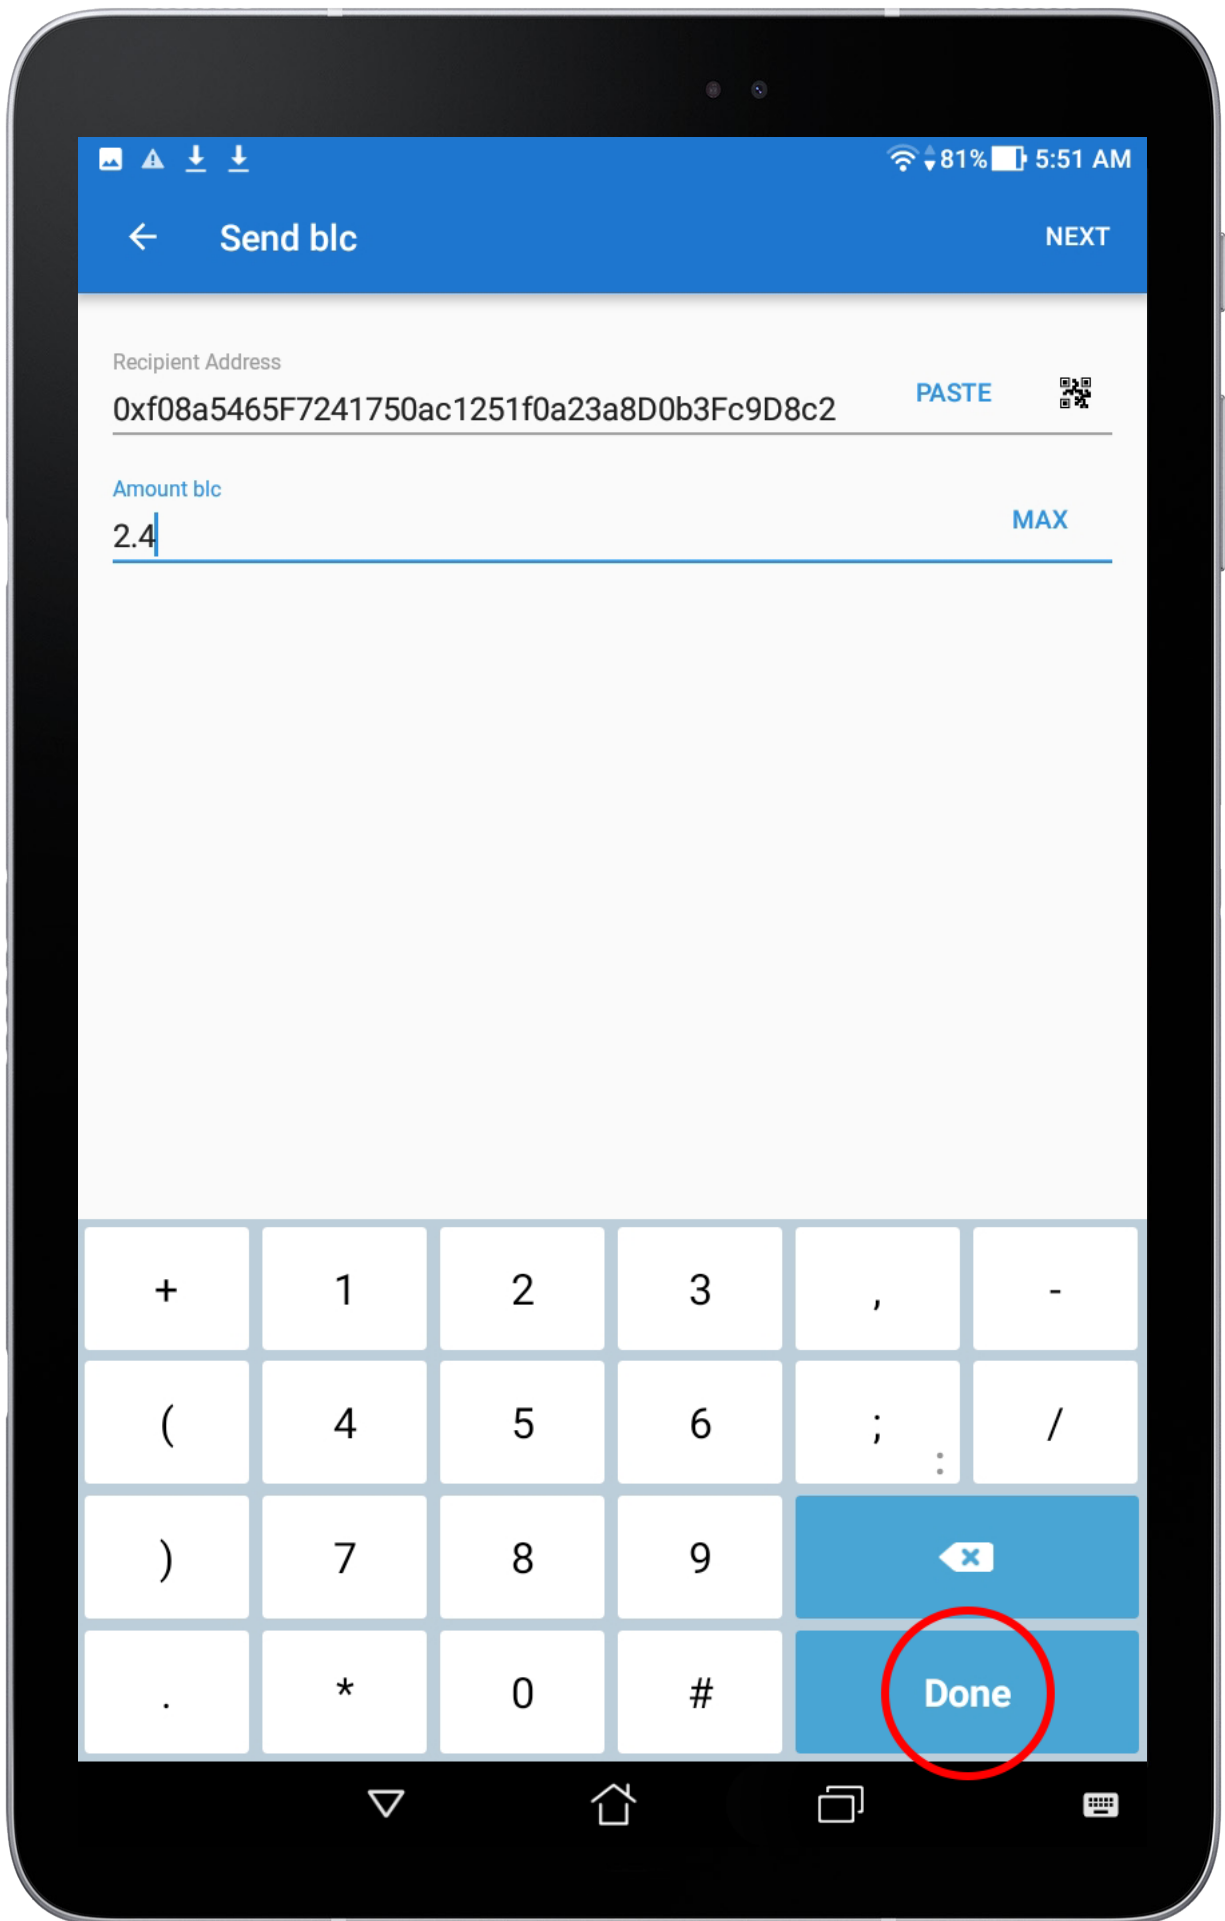 81% 5:51 AM
Send blc NEXT
Recipient Address
0xf08a5465F7241750ac1251f0a23a8D0b3Fc9D8c2 PASTE
Amount blc
2.4 MAX
+ 1 2 3 , -
( 4 5 6 ; : /
) 7 8 9
. * 0 # Done